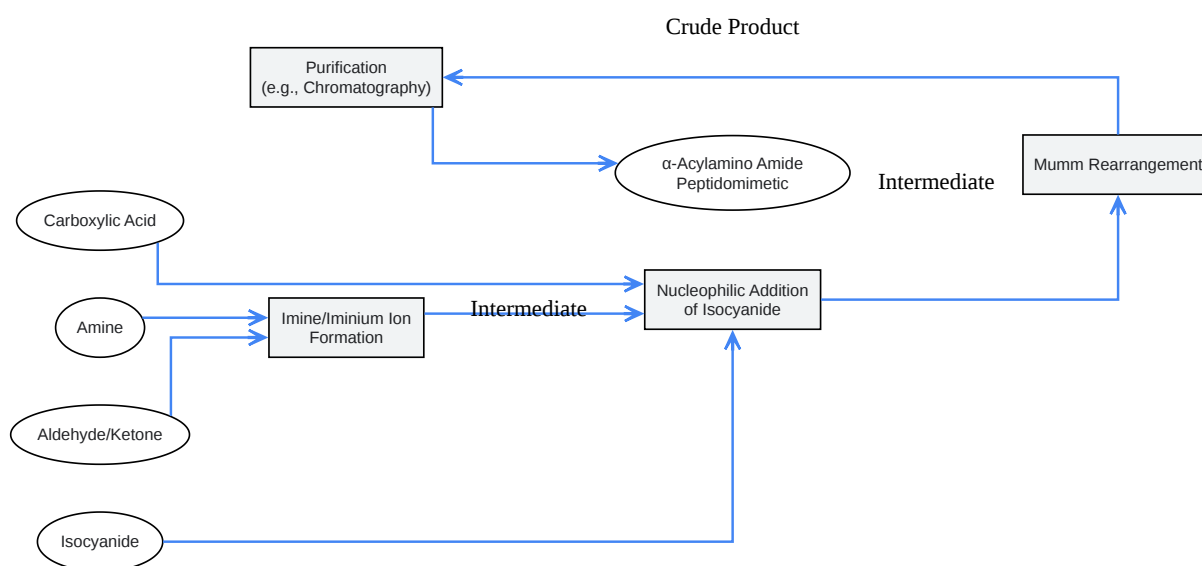 Crude Product
Purification
(e.g., Chromatography)
α-Acylamino Amide
Peptidomimetic
Intermediate
Mumm Rearrangement
Carboxylic Acid
Nucleophilic Addition
of Isocyanide
Intermediate
Imine/Iminium Ion
Formation
Amine
Aldehyde/Ketone
Isocyanide